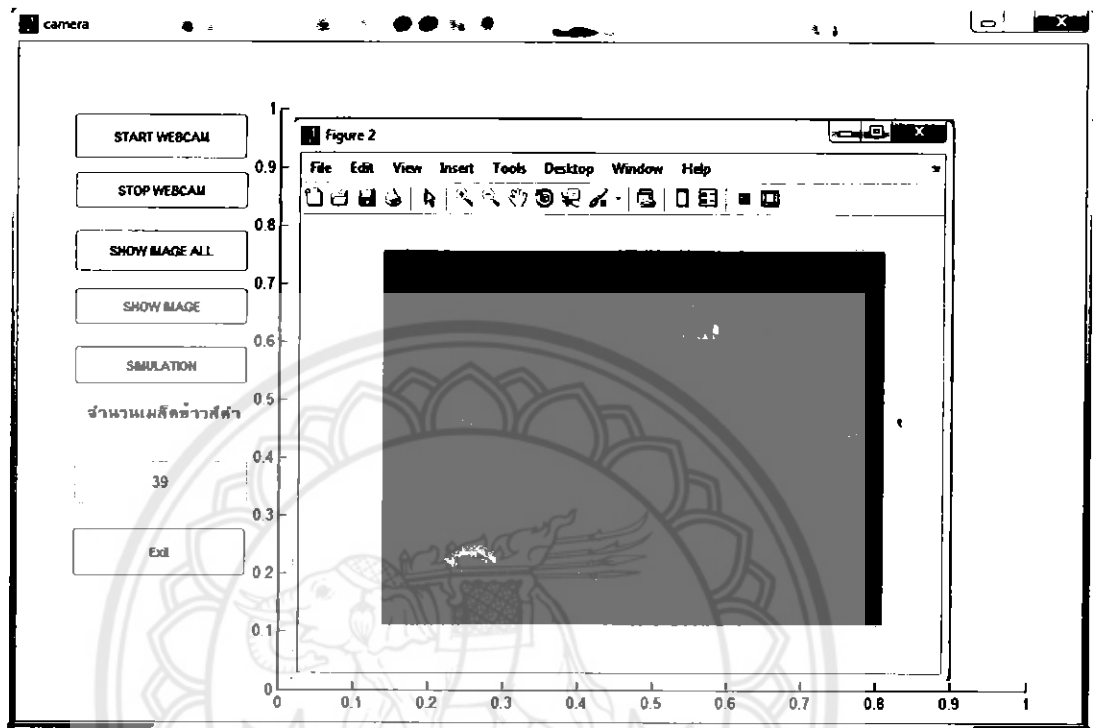 camera
START WEBCAM
STOP WEBCAM
SHOW IMAGE ALL
SHOW IMAGE
SIMULATION
จำนวนเมล็ดข้าวสีดำ
39
Exit
Figure 2
File Edit View Insert Tools Desktop Window Help
1
0.9
0.8
0.7
0.6
0.5
0.4
0.3
0.2
0.1
0
0 0.1 0.2 0.3 0.4 0.5 0.6 0.7 0.8 0.9 1